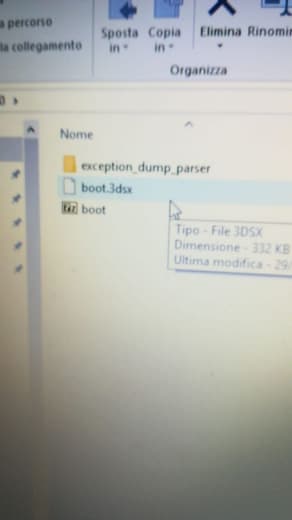 a percorso
la collegamento
Sposta
in
Copia
in
Elimina
Rinomin
Organizza
Nome
exception_dump_parser
boot.3dsx
boot
Tipo - File 3DSX
Dimensione - 332 KB
Ultima modifica - 29/